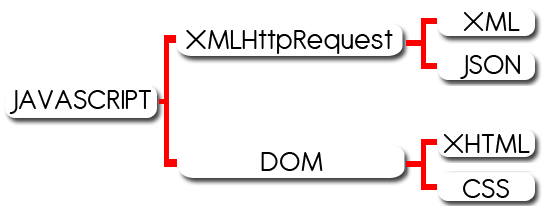 JAVASCRIPT
XMLHttpRequest
XML
JSON
DOM
XHTML
CSS